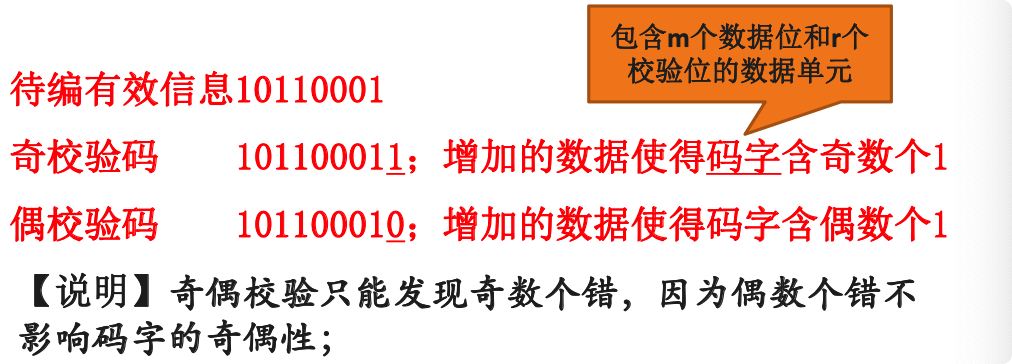 包含m个数据位和r个
校验位的数据单元
待编有效信息10110001
奇校验码 101100011；增加的数据使得码字含奇数个1
偶校验码 101100010；增加的数据使得码字含偶数个1
【说明】奇偶校验只能发现奇数个错，因为偶数个错不
影响码字的奇偶性；